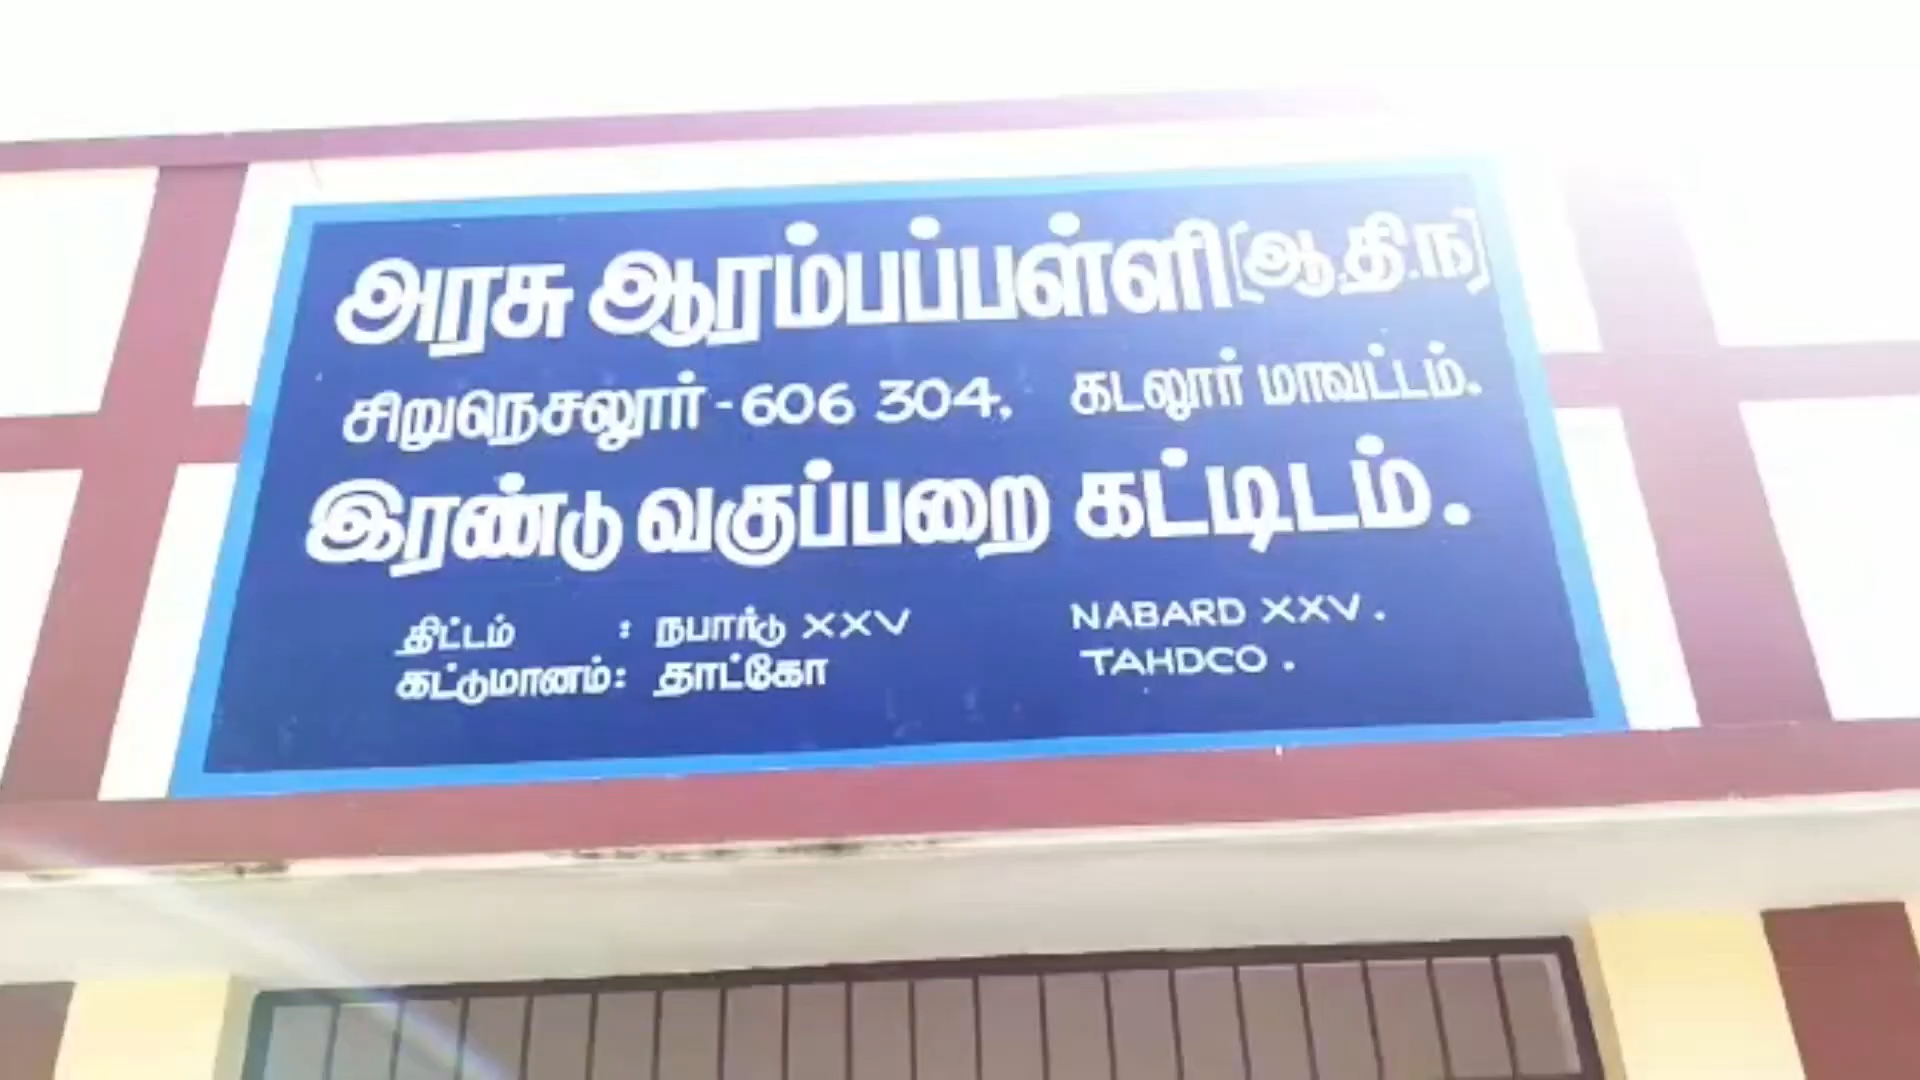 அரசு ஆரம்பப்பள்ளி (ஆ.தி.ந)
சிறுநெசலூர் - 606 304, கடலூர் மாவட்டம்.
இரண்டு வகுப்பறை கட்டிடம்.
திட்டம் : நபார்டு XXV NABARD XXV.
கட்டுமானம்: தாட்கோ TAHDCO.